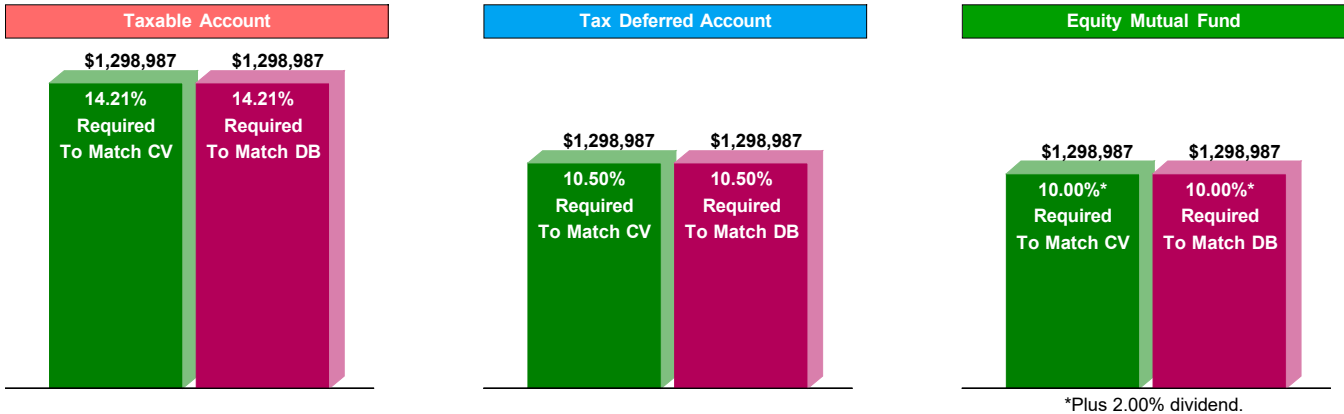 Taxable Account
$1,298,987
$1,298,987
14.21%
Required
To Match CV
14.21%
Required
To Match DB
Tax Deferred Account
$1,298,987
$1,298,987
10.50%
Required
To Match CV
10.50%
Required
To Match DB
Equity Mutual Fund
$1,298,987
$1,298,987
10.00%*
Required
To Match CV
10.00%*
Required
To Match DB
*Plus 2.00% dividend.